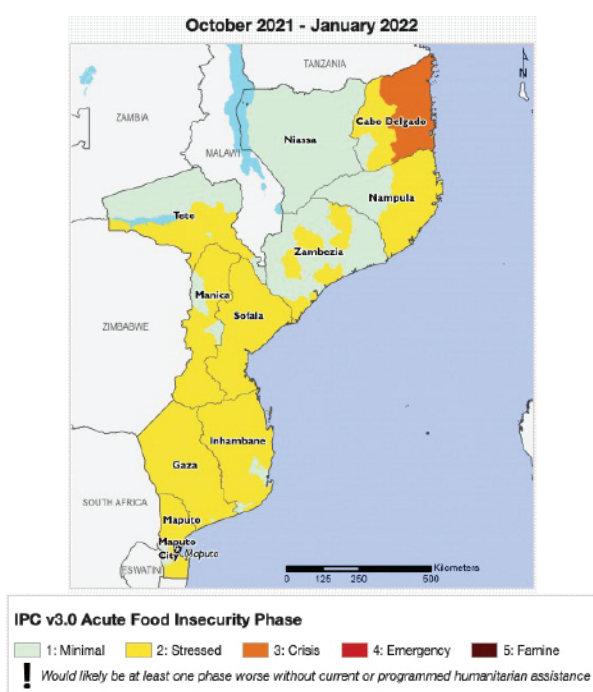 October 2021 - January 2022
TANZANIA
N
ZAMBIA
Cabo Delgado
Niassa
MALAWI
Nampula
Tete
Zambezia
Manica
Sofala
ZIMBABWE
Inhambane
Gaza
SOUTH AFRICA
Maputo
Maputo
City
Maputo
ESWATINI
Kilometers
0 125 250 500
IPC v3.0 Acute Food Insecurity Phase
1: Minimal 2: Stressed 3: Crisis 4: Emergency 5: Famine
! Would likely be at least one phase worse without current or programmed humanitarian assistance